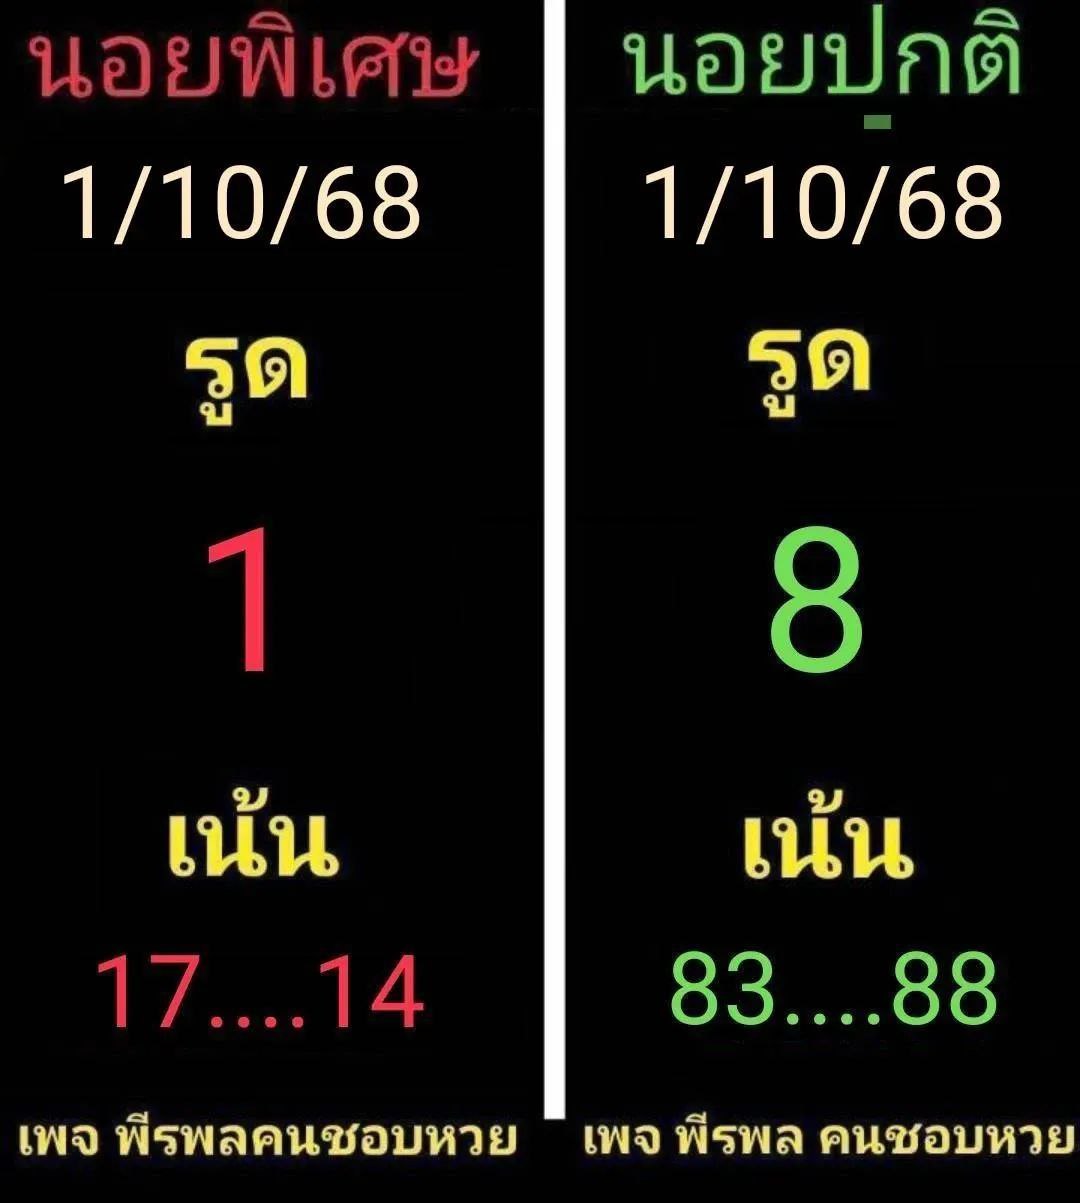 นอยพิเศษ
1/10/68
รูด
1
เน้น
17....14
เพจ พีรพลคนชอบหวย
นอยปกติ
1/10/68
รูด
8
เน้น
83....88
เพจ พีรพล คนชอบหวย